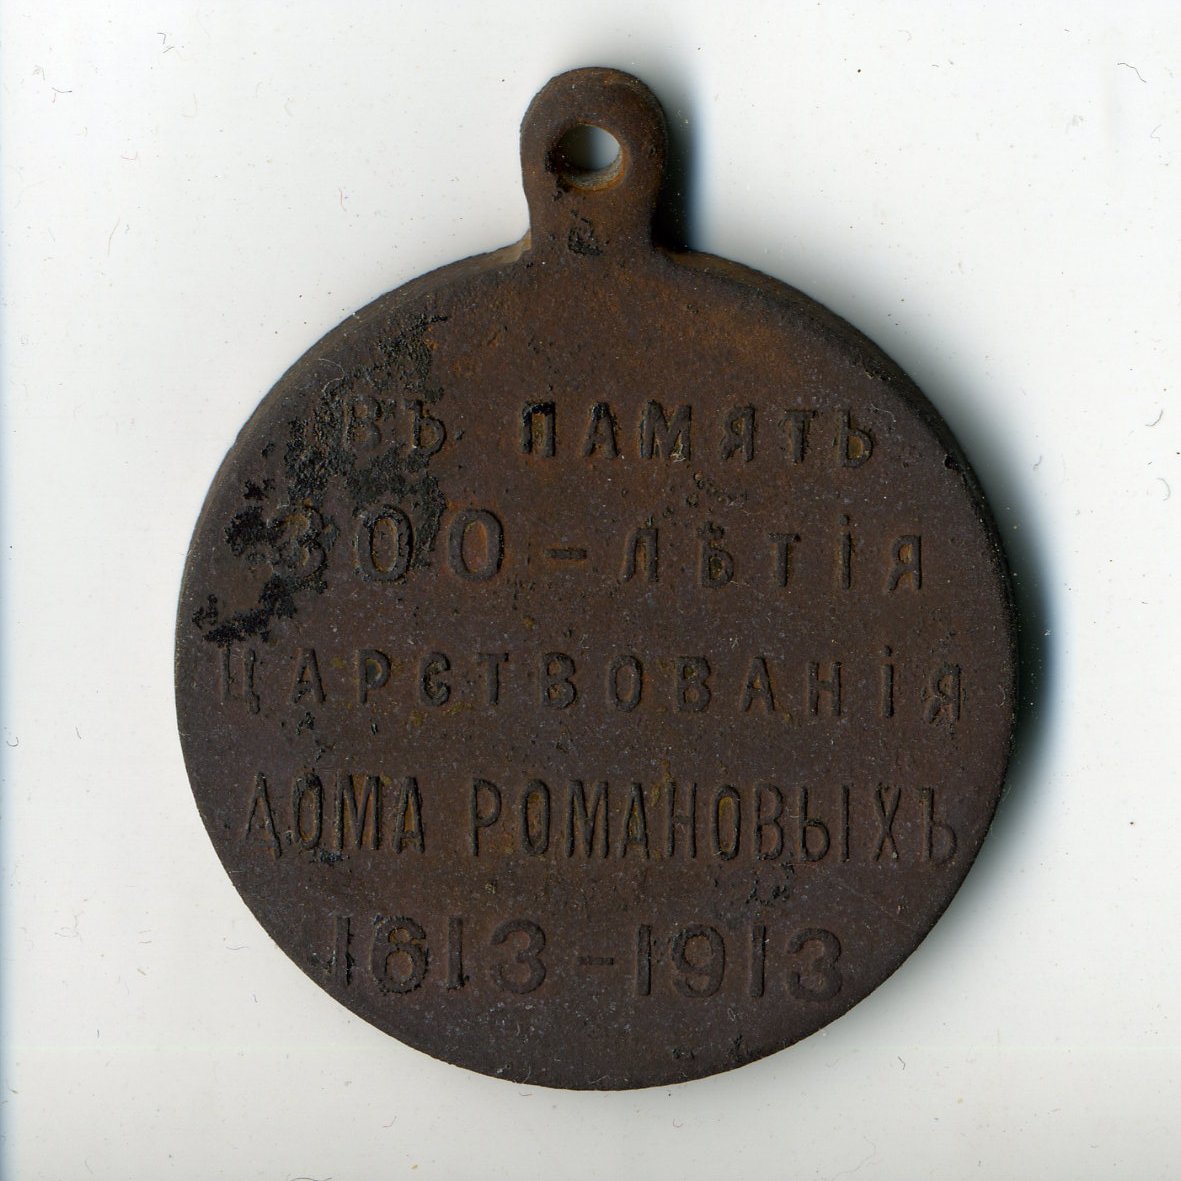 ВЪ ПАМЯТЬ
300-ЛѢТІЯ
ЦАРСТВОВАНІЯ
ДОМА РОМАНОВЫХЪ
1613-1913